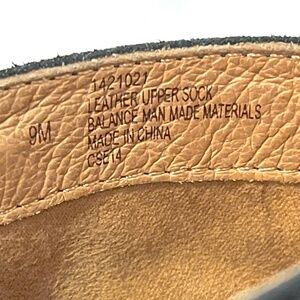 1421021
LEATHER UPPER SOCK
BALANCE MAN MADE MATERIALS
MADE IN CHINA
CSE14
9M